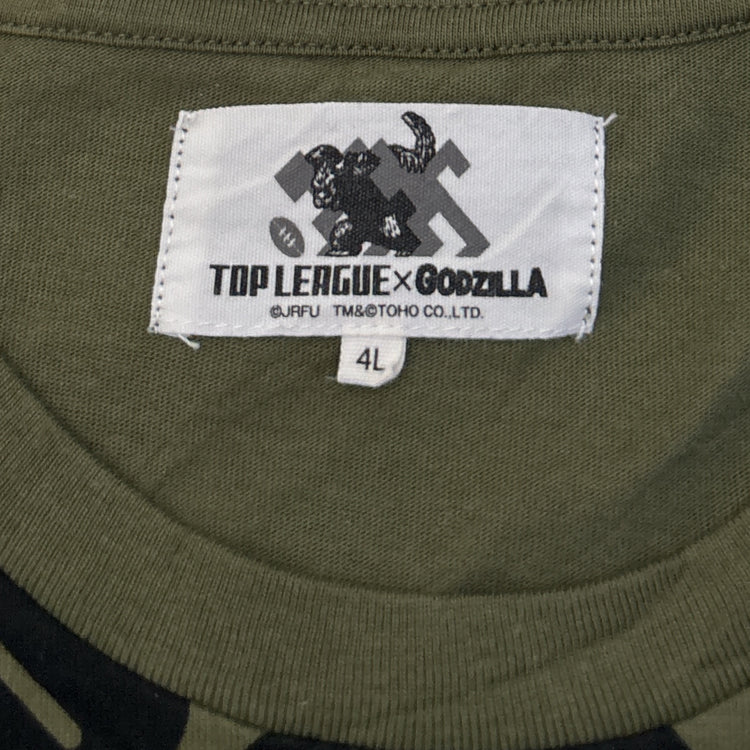 TOP LEAGUE×GODZILLA
©JRFU TM&©TOHO CO.,LTD.
4L